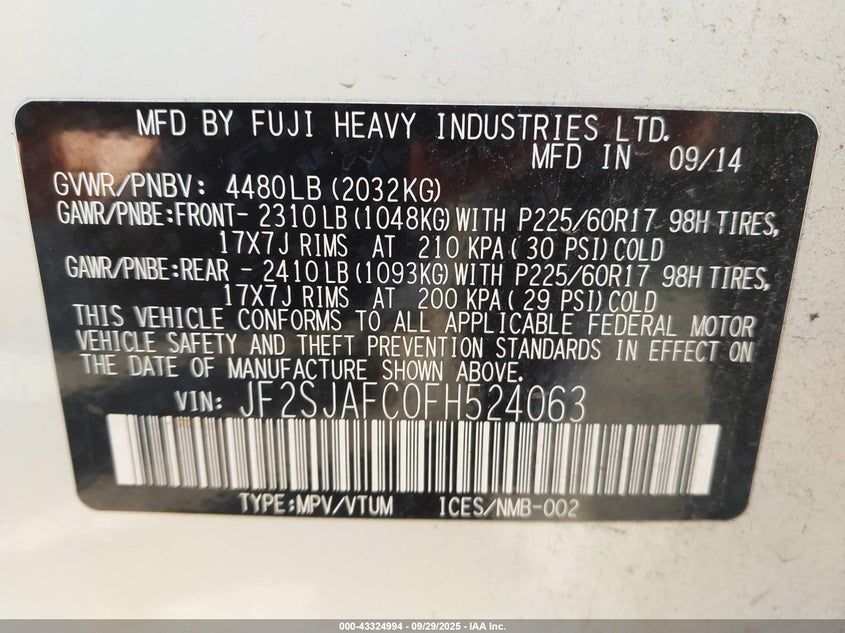 MFD BY FUJI HEAVY INDUSTRIES LTD.
MFD IN 09/14
GVWR/PNBV: 4480LB (2032KG)
GAWR/PNBE:FRONT- 2310LB (1048KG) WITH P225/60R17 98H TIRES,
17X7J RIMS AT 210 KPA ( 30 PSI) COLD
GAWR/PNBE:REAR - 2410LB (1093KG) WITH P225/60R17 98H TIRES,
17X7J RIMS AT 200 KPA ( 29 PSI) COLD
THIS VEHICLE CONFORMS TO ALL APPLICABLE FEDERAL MOTOR
VEHICLE SAFETY AND THEFT PREVENTION STANDARDS IN EFFECT ON
THE DATE OF MANUFACTURE SHOWN ABOVE.
VIN: JF2SJAFC0FH524063
TYPE:MPV/VTUM ICES/NMB-002
000-43324994 - 09/29/2025 - IAA Inc.